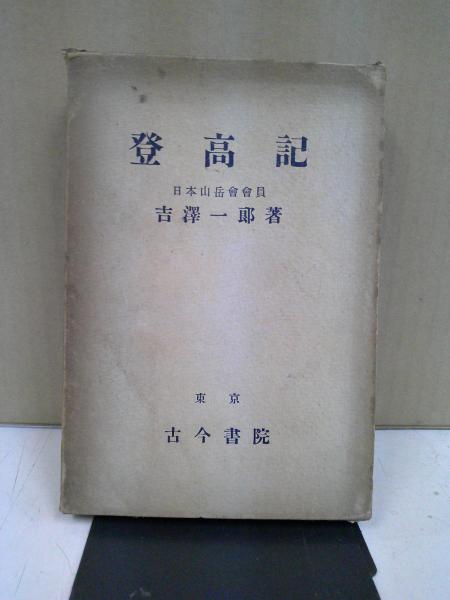 登高記
日本山岳會會員
吉澤一郎著
東京
古今書院